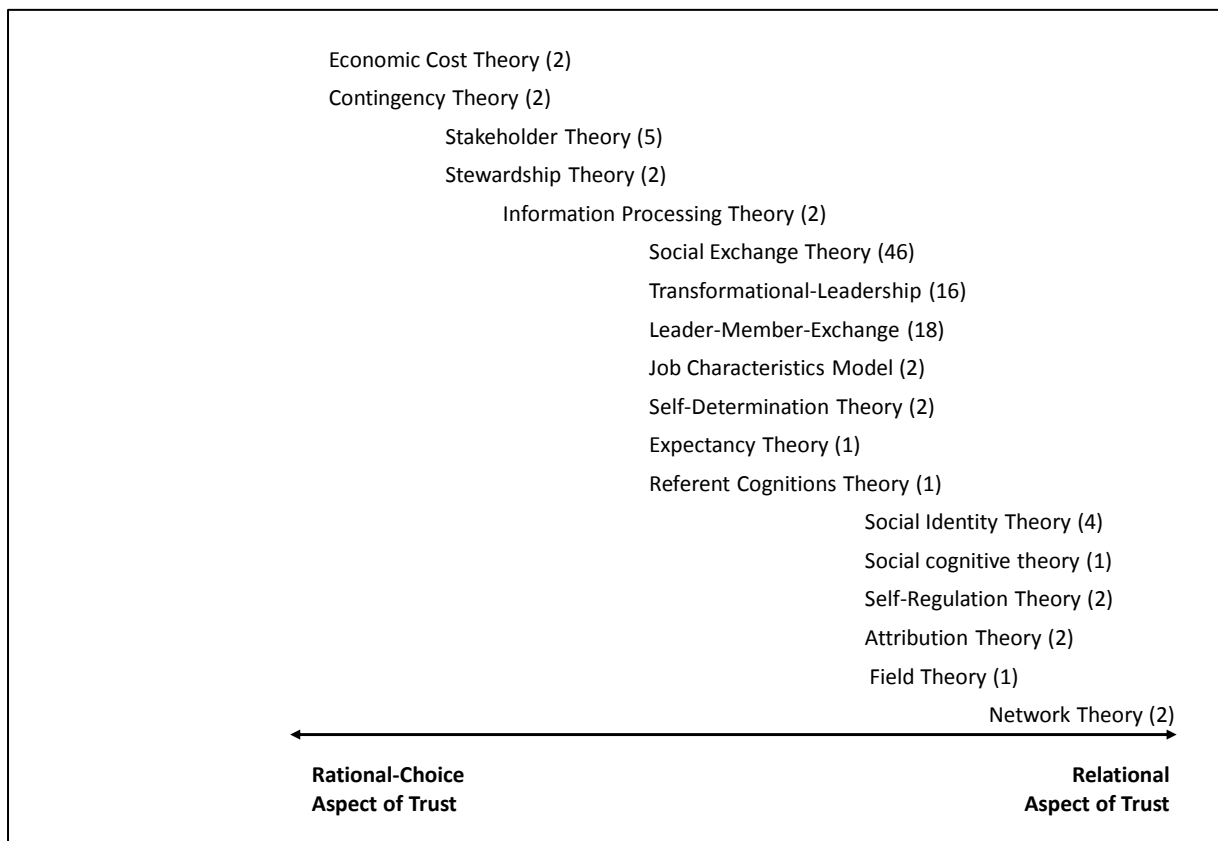 Economic Cost Theory (2)
Contingency Theory (2)
Stakeholder Theory (5)
Stewardship Theory (2)
Information Processing Theory (2)
Social Exchange Theory (46)
Transformational-Leadership (16)
Leader-Member-Exchange (18)
Job Characteristics Model (2)
Self-Determination Theory (2)
Expectancy Theory (1)
Referent Cognitions Theory (1)
Social Identity Theory (4)
Social cognitive theory (1)
Self-Regulation Theory (2)
Attribution Theory (2)
Field Theory (1)
Network Theory (2)
Rational-Choice
Aspect of Trust
Relational
Aspect of Trust